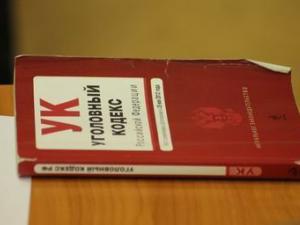 УК
УГОЛОВНЫЙ
КОДЕКС
Российской Федерации
УГОЛОВНЫЙ КОДЕКС РФ
УК